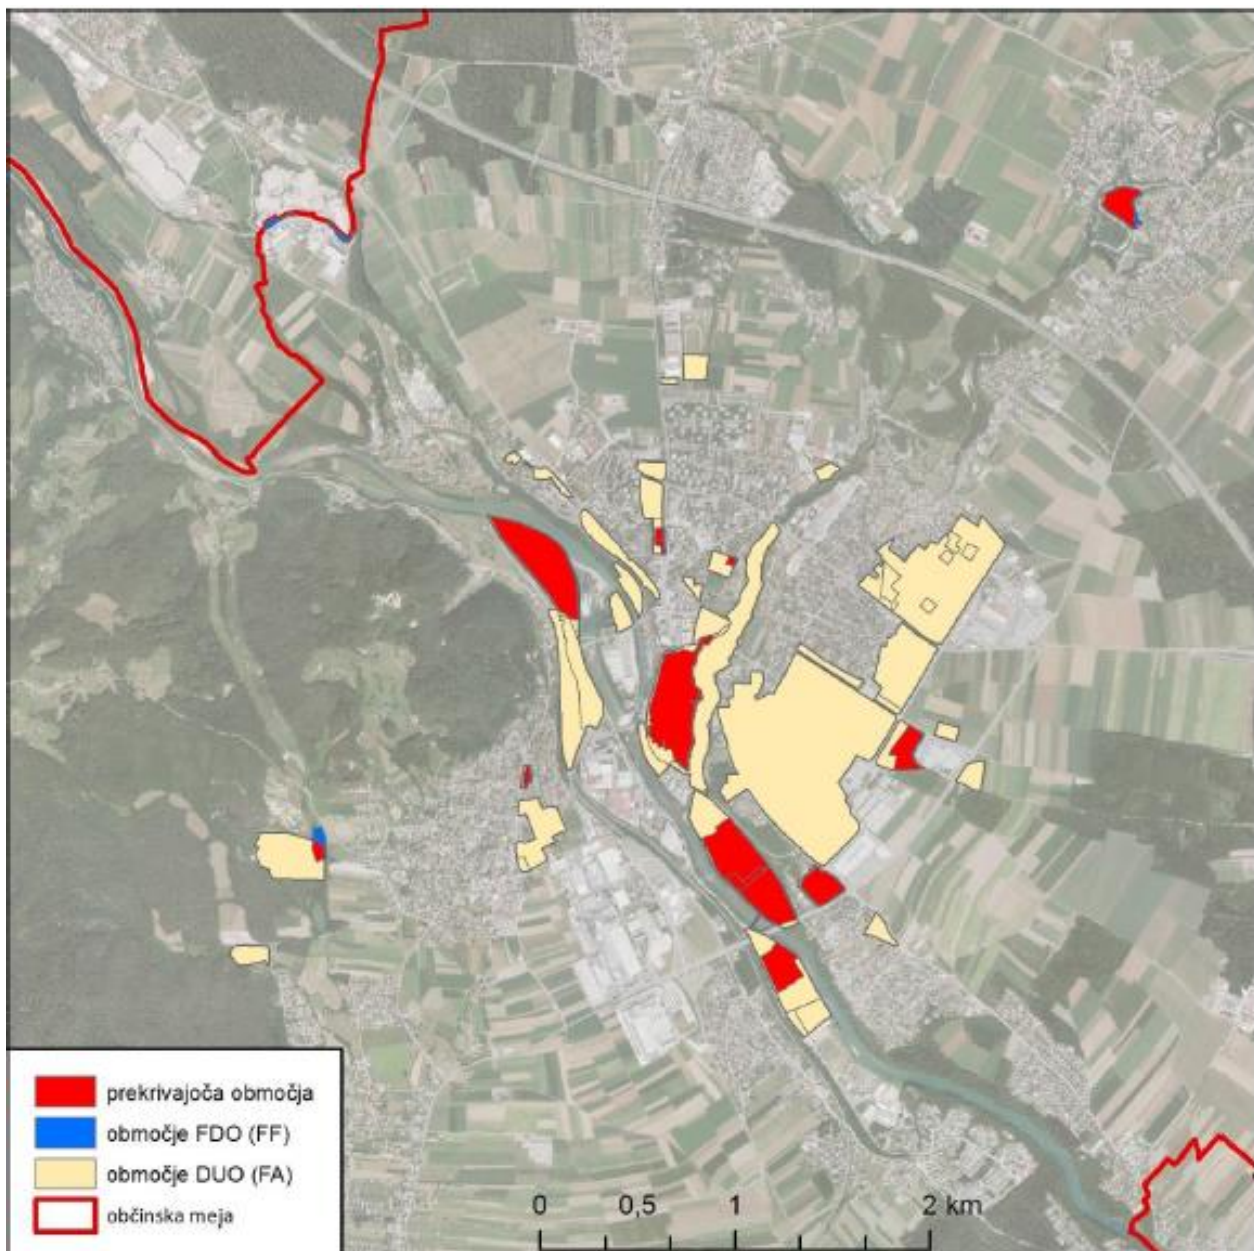 prekrivajoča območja
območje FDO (FF)
območje DUO (FA)
občinska meja
0 0,5 1 2 km